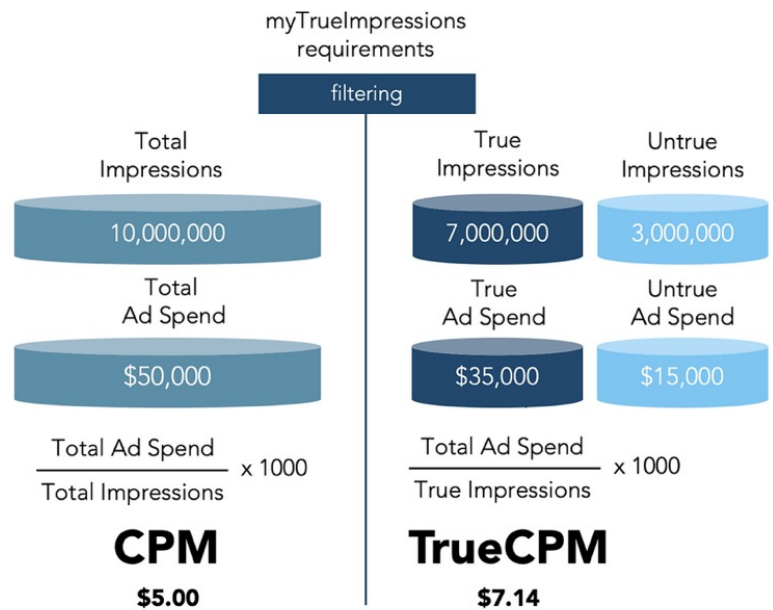 myTrueImpressions
requirements
filtering
Total
Impressions
10,000,000
Total
Ad Spend
$50,000
Total Ad Spend
Total Impressions
x 1000
CPM
$5.00
True
Impressions
7,000,000
Untrue
Impressions
3,000,000
True
Ad Spend
$35,000
Untrue
Ad Spend
$15,000
Total Ad Spend
True Impressions
x 1000
TrueCPM
$7.14